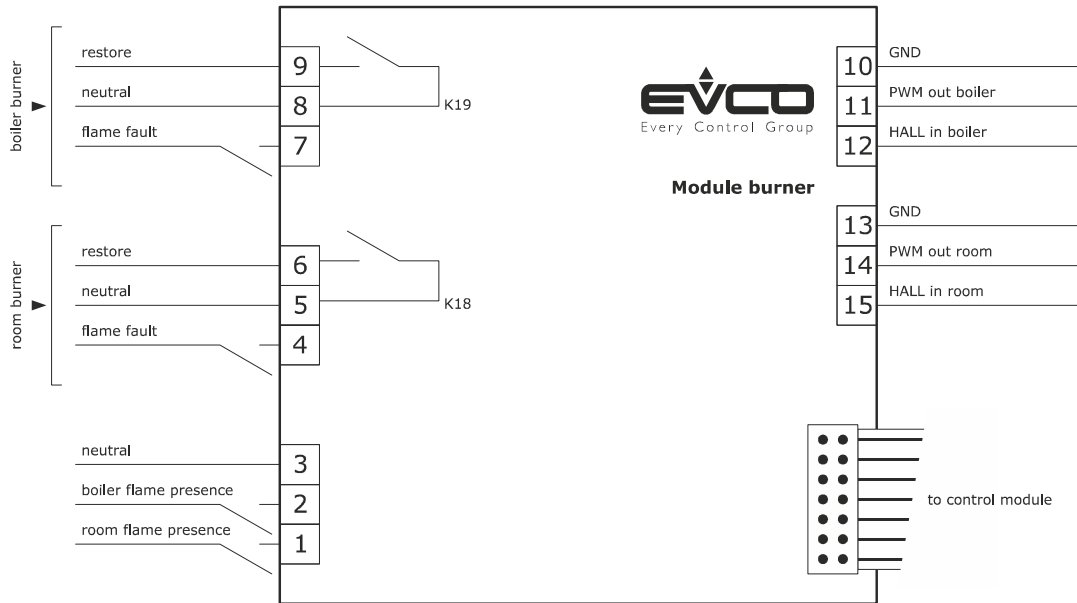 boiler burner
restore
9
neutral
8
K19
flame fault
7
room burner
restore
6
neutral
5
K18
flame fault
4
neutral
3
boiler flame presence
2
room flame presence
1
EVCO
Every Control Group
Module burner
10
GND
11
PWM out boiler
12
HALL in boiler
13
GND
14
PWM out room
15
HALL in room
to control module